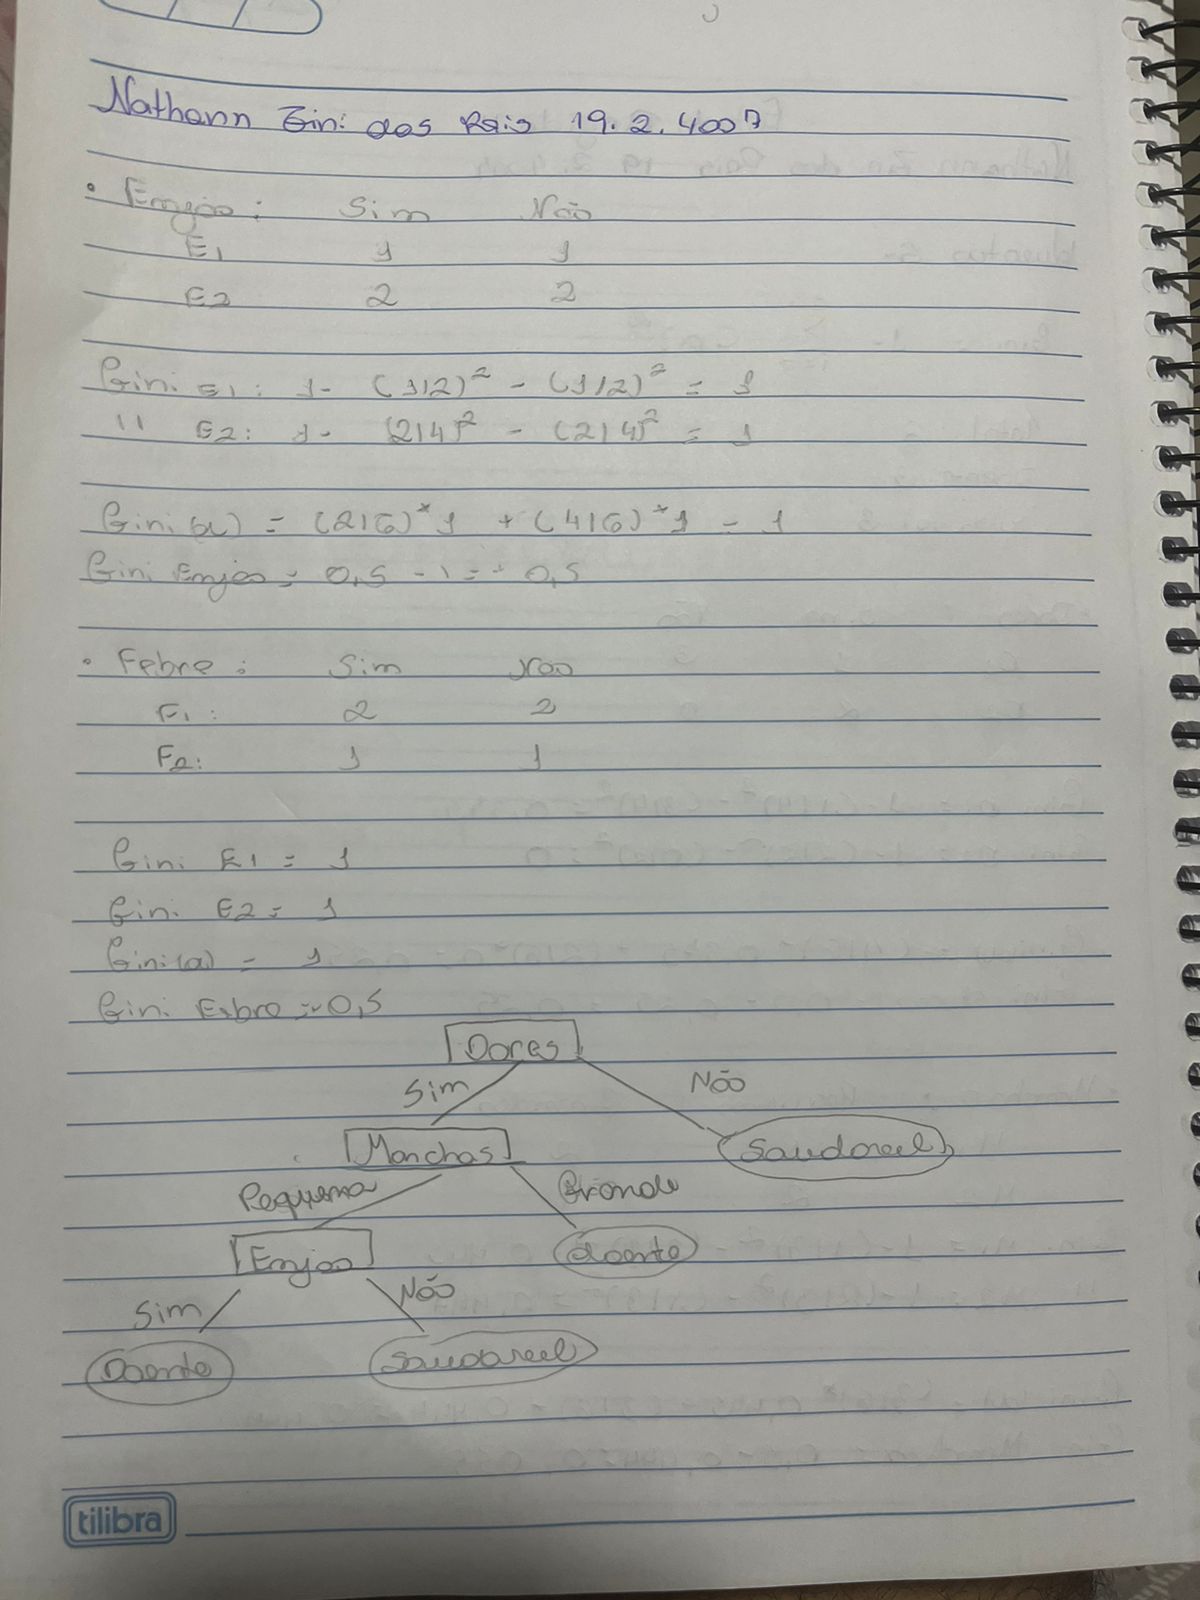 Nathann Zini dos Reis 19.2.4007
• Enjoo: Sim Não
E1 1 1
E2 2 2
Gini E1: 1- (1/2)² - (1/2)² = 1
" E2: 1- (2/4)² - (2/4)² = 1
Gini(x) = (2/6)*1 + (4/6)*1 = 1
Gini Enjoo = 0,5 - 1 = - 0,5
• Febre: Sim Não
F1: 2 2
F2: 1 1
Gini E1 = 1
Gini E2 = 1
Gini(a) = 1
Gini Febre = -0,5
Dores
Sim Não
Manchas Saudavel
Pequena Grande
Enjoo doente
Sim Não
Doente Saudavel
tilibra